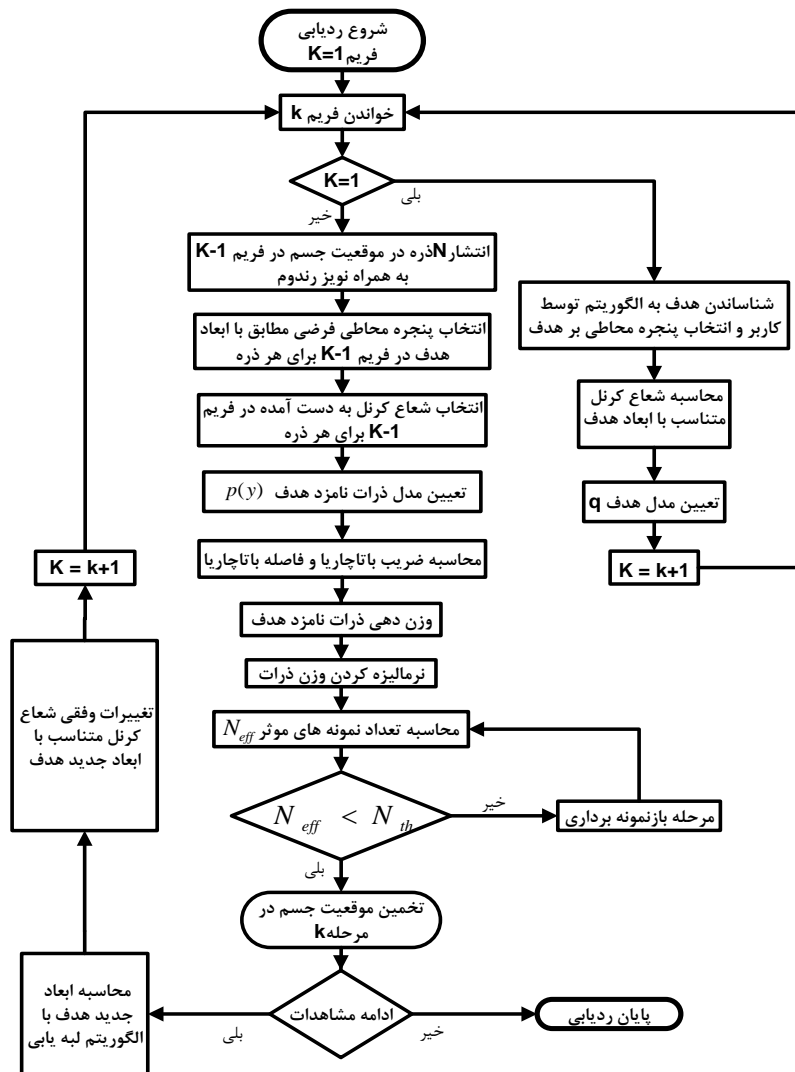 شروع ردیابی
فریم K=1
خواندن فریم k
K=1
بلی
خیر
انتشار Nذره در موقعیت جسم در فریم K-1
به همراه نویز رندوم
انتخاب پنجره محاطی فرضی مطابق با ابعاد
هدف در فریم K-1 برای هر ذره
انتخاب شعاع کرنل به دست آمده در فریم
K-1 برای هر ذره
تعیین مدل ذرات نامزد هدف p(y)
محاسبه ضریب باتاچاریا و فاصله باتاچاریا
وزن دهی ذرات نامزد هدف
نرمالیزه کردن وزن ذرات
محاسبه تعداد نمونه های موثر N_eff
N_eff < N_th
خیر
مرحله بازنمونه برداری
بلی
تخمین موقعیت جسم در
مرحله k
ادامه مشاهدات
خیر
پایان ردیابی
بلی
محاسبه ابعاد
جدید هدف با
الگوریتم لبه یابی
تغییرات وفقی شعاع
کرنل متناسب با
ابعاد جدید هدف
K = k+1
شناساندن هدف به الگوریتم توسط
کاربر و انتخاب پنجره محاطی بر هدف
محاسبه شعاع کرنل
متناسب با ابعاد هدف
تعیین مدل هدف q
K = k+1